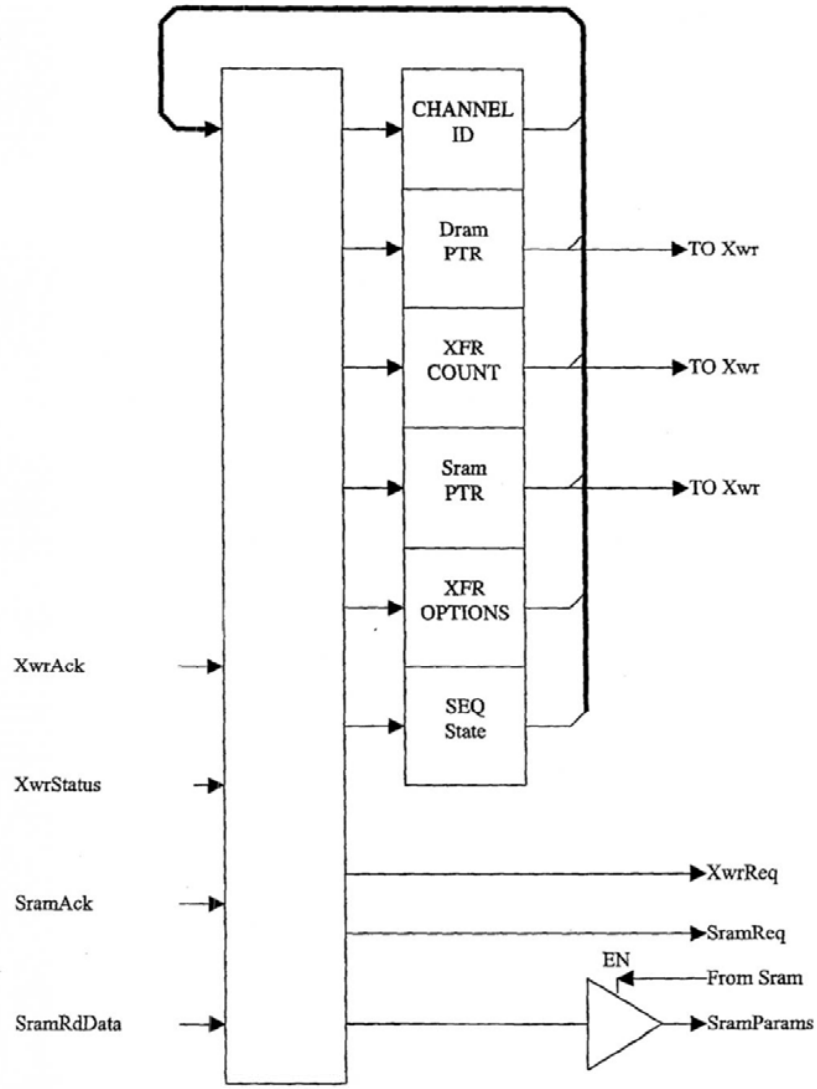 CHANNEL
ID
Dram
PTR
TO Xwr
XFR
COUNT
TO Xwr
Sram
PTR
TO Xwr
XFR
OPTIONS
XwrAck
SEQ
State
XwrStatus
XwrReq
SramAck
SramReq
EN
From Sram
SramRdData
SramParams